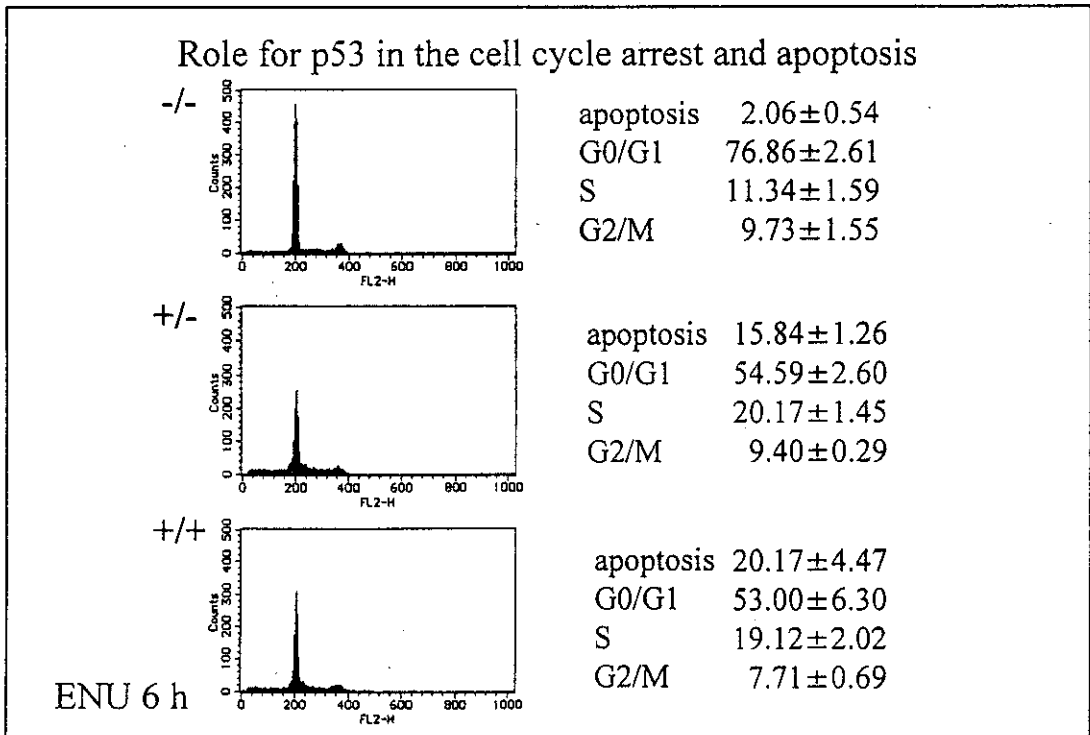 Role for p53 in the cell cycle arrest and apoptosis
-/-
500
400
300
200
100
0
Counts
0 200 400 600 800 1000
FL2-H
apoptosis 2.06±0.54
G0/G1 76.86±2.61
S 11.34±1.59
G2/M 9.73±1.55
+/-
500
400
300
200
100
0
Counts
0 200 400 600 800 1000
FL2-H
apoptosis 15.84±1.26
G0/G1 54.59±2.60
S 20.17±1.45
G2/M 9.40±0.29
+/+
500
400
300
200
100
0
Counts
0 200 400 600 800 1000
FL2-H
apoptosis 20.17±4.47
G0/G1 53.00±6.30
S 19.12±2.02
G2/M 7.71±0.69
ENU 6 h